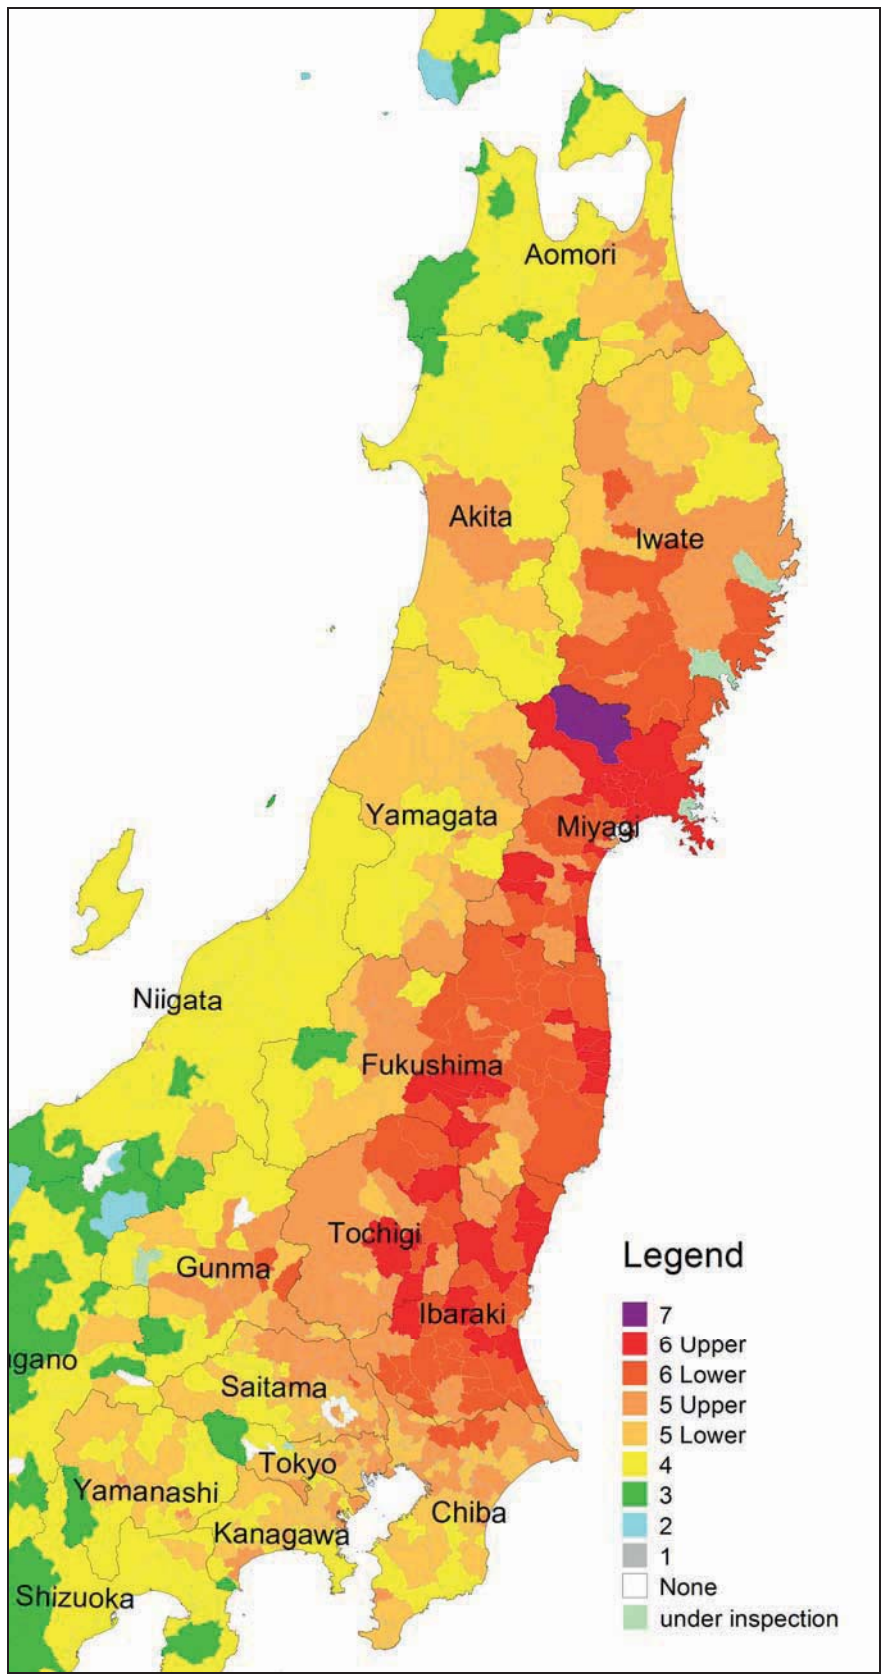 Aomori
Akita
Iwate
Yamagata
Miyagi
Niigata
Fukushima
Tochigi
Gunma
Ibaraki
gano
Saitama
Tokyo
Yamanashi
Chiba
Kanagawa
Shizuoka
Legend
7
6 Upper
6 Lower
5 Upper
5 Lower
4
3
2
1
None
under inspection